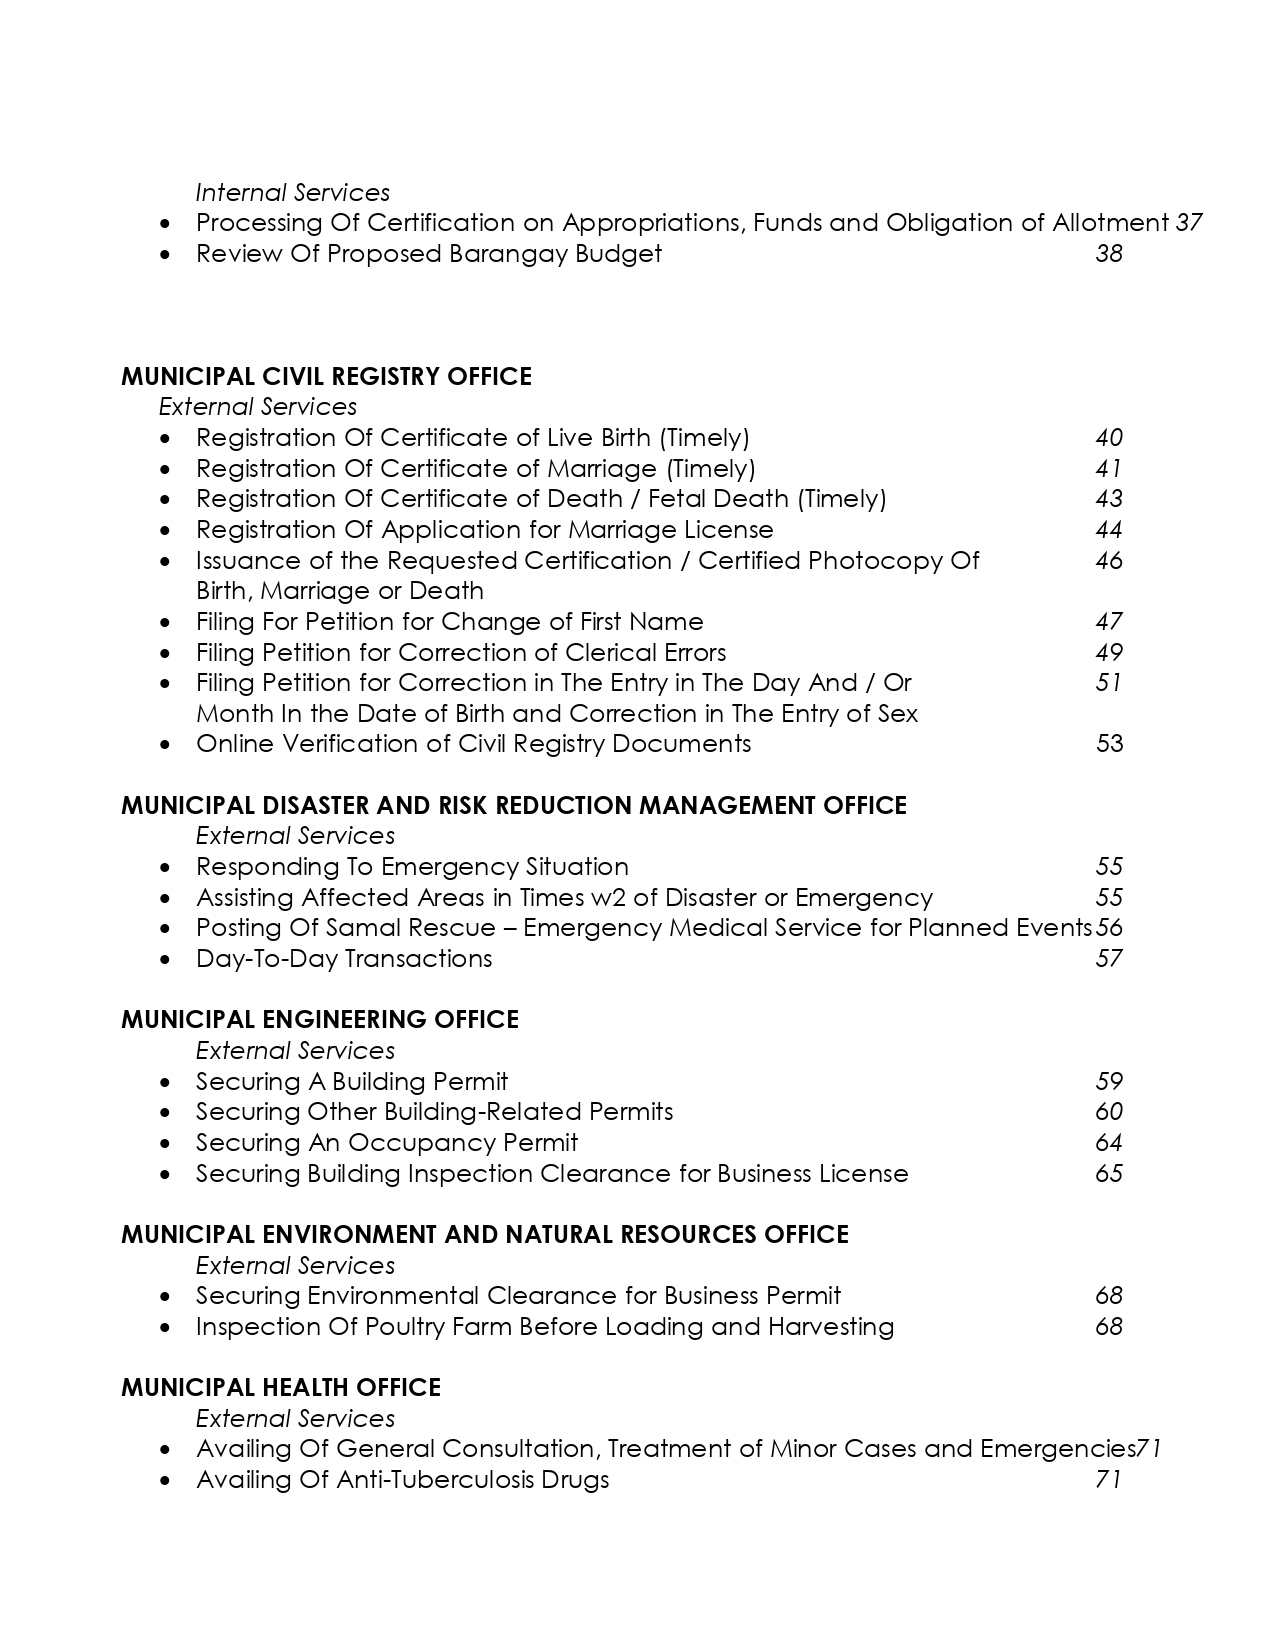 Internal Services
• Processing Of Certification on Appropriations, Funds and Obligation of Allotment 37
• Review Of Proposed Barangay Budget 38
MUNICIPAL CIVIL REGISTRY OFFICE
External Services
• Registration Of Certificate of Live Birth (Timely) 40
• Registration Of Certificate of Marriage (Timely) 41
• Registration Of Certificate of Death / Fetal Death (Timely) 43
• Registration Of Application for Marriage License 44
• Issuance of the Requested Certification / Certified Photocopy Of 46
Birth, Marriage or Death
• Filing For Petition for Change of First Name 47
• Filing Petition for Correction of Clerical Errors 49
• Filing Petition for Correction in The Entry in The Day And / Or 51
Month In the Date of Birth and Correction in The Entry of Sex
• Online Verification of Civil Registry Documents 53
MUNICIPAL DISASTER AND RISK REDUCTION MANAGEMENT OFFICE
External Services
• Responding To Emergency Situation 55
• Assisting Affected Areas in Times w2 of Disaster or Emergency 55
• Posting Of Samal Rescue – Emergency Medical Service for Planned Events 56
• Day-To-Day Transactions 57
MUNICIPAL ENGINEERING OFFICE
External Services
• Securing A Building Permit 59
• Securing Other Building-Related Permits 60
• Securing An Occupancy Permit 64
• Securing Building Inspection Clearance for Business License 65
MUNICIPAL ENVIRONMENT AND NATURAL RESOURCES OFFICE
External Services
• Securing Environmental Clearance for Business Permit 68
• Inspection Of Poultry Farm Before Loading and Harvesting 68
MUNICIPAL HEALTH OFFICE
External Services
• Availing Of General Consultation, Treatment of Minor Cases and Emergencies 71
• Availing Of Anti-Tuberculosis Drugs 71